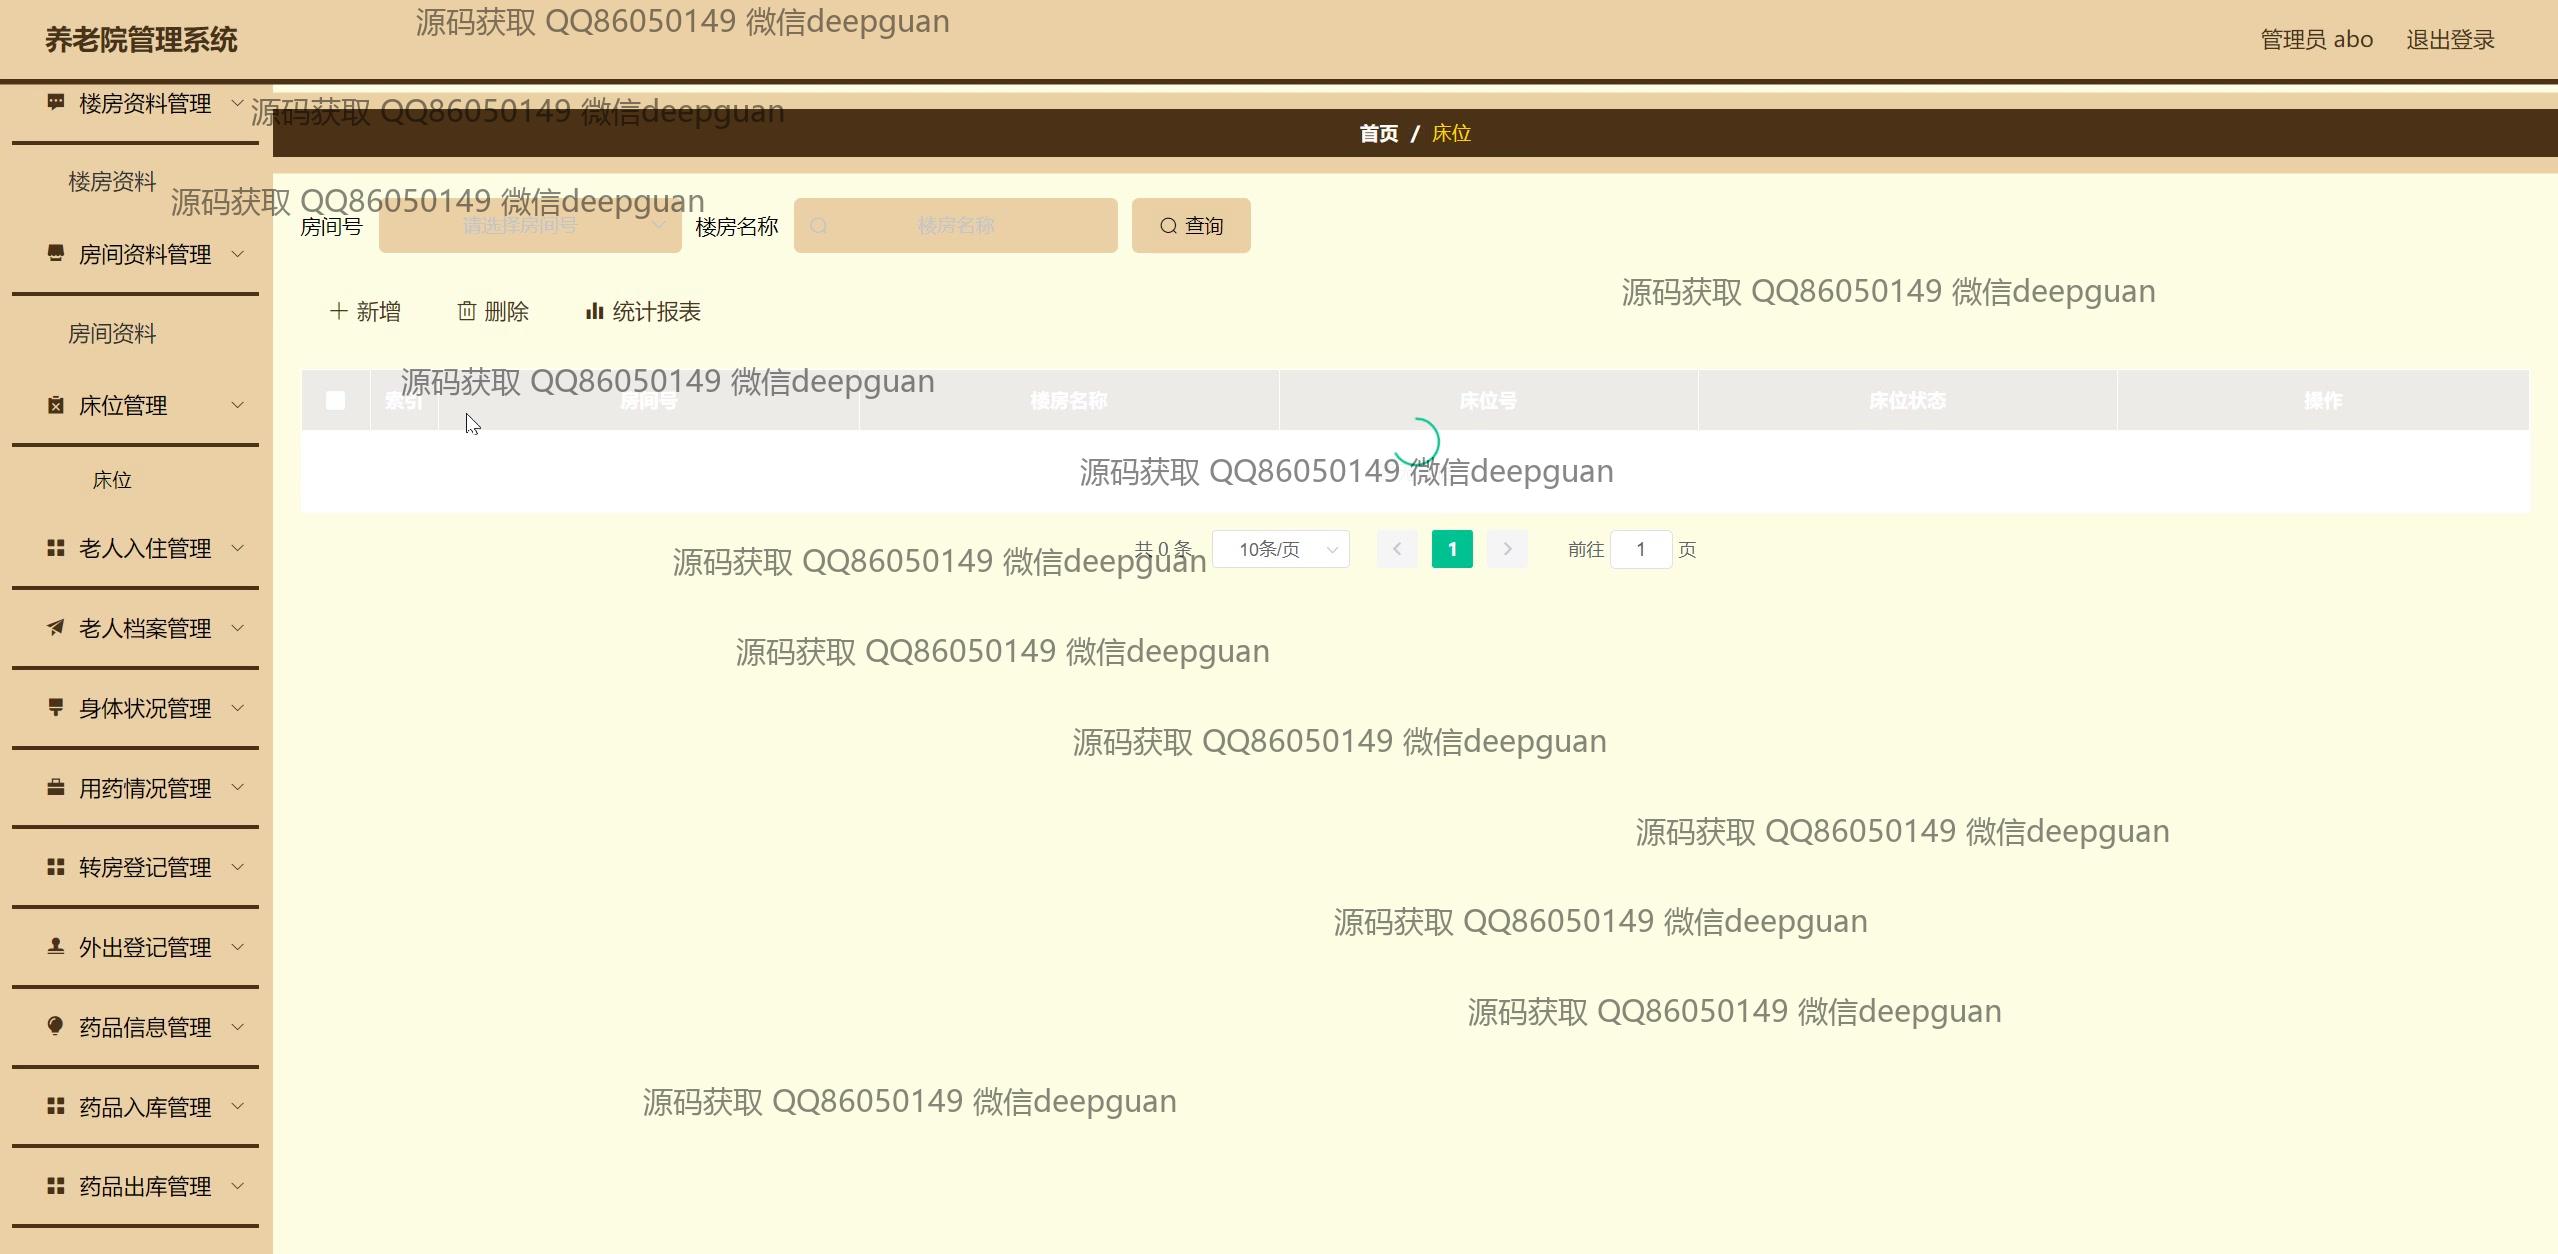 源码获取 QQ86050149 微信deepguan
养老院管理系统
管理员 abo
退出登录
楼房资料管理
源码获取 QQ86050149 微信deepguan
首页 / 床位
楼房资料
源码获取 QQ86050149 微信deepguan
房间号
请选择房间号
楼房名称
楼房名称
查询
房间资料管理
源码获取 QQ86050149 微信deepguan
新增
删除
统计报表
房间资料
源码获取 QQ86050149 微信deepguan
索引
房间号
楼房名称
床位号
床位状态
操作
床位管理
源码获取 QQ86050149 微信deepguan
床位
共 0 条
10条/页
1
前往 1 页
老人入住管理
源码获取 QQ86050149 微信deepguan
老人档案管理
源码获取 QQ86050149 微信deepguan
身体状况管理
源码获取 QQ86050149 微信deepguan
用药情况管理
源码获取 QQ86050149 微信deepguan
转房登记管理
源码获取 QQ86050149 微信deepguan
外出登记管理
源码获取 QQ86050149 微信deepguan
药品信息管理
源码获取 QQ86050149 微信deepguan
药品入库管理
药品出库管理